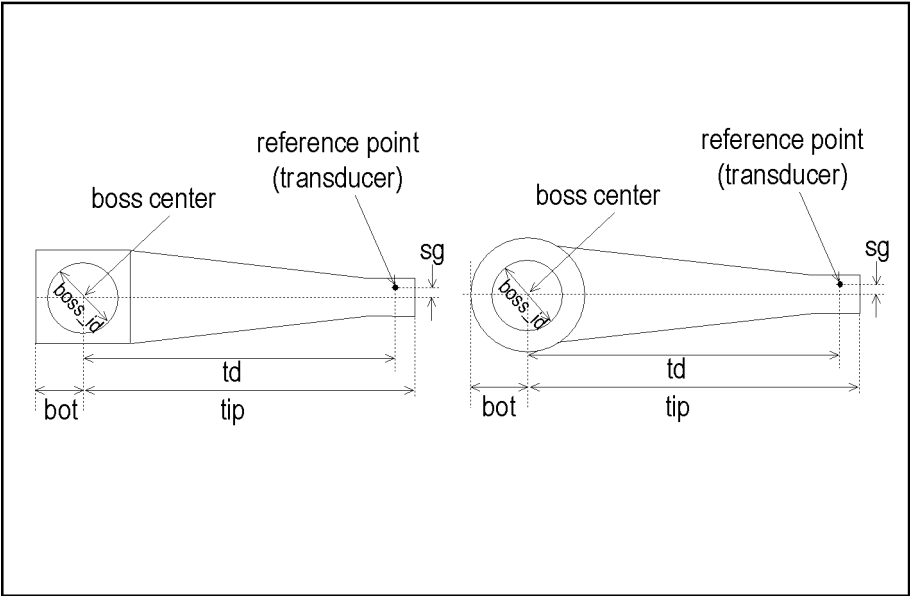 reference point
(transducer)
boss center
sg
boss_id
td
bot
tip
reference point
(transducer)
boss center
sg
boss_id
td
bot
tip